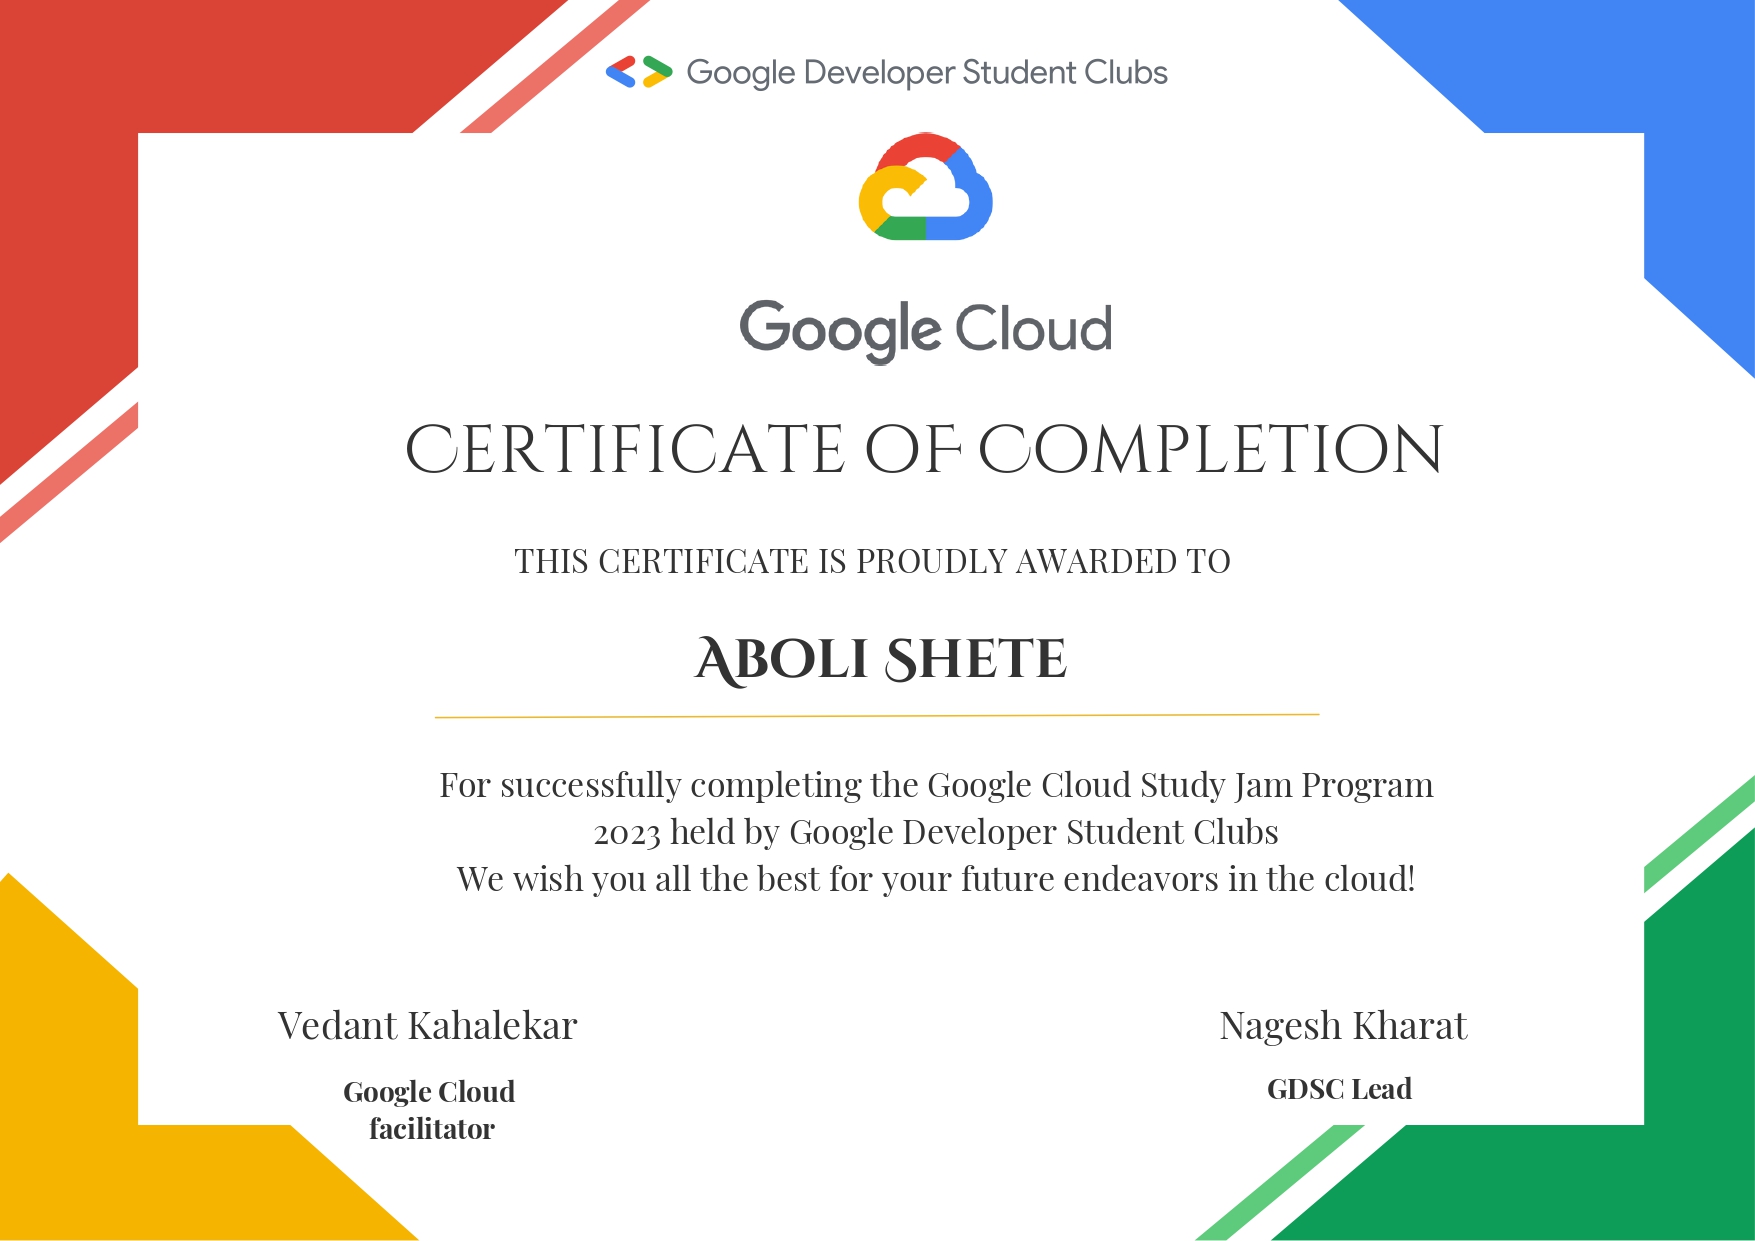 Google Developer Student Clubs
Google Cloud
CERTIFICATE OF COMPLETION
THIS CERTIFICATE IS PROUDLY AWARDED TO
ABOLI SHETE
For successfully completing the Google Cloud Study Jam Program
2023 held by Google Developer Student Clubs
We wish you all the best for your future endeavors in the cloud!
Vedant Kahalekar
Google Cloud
facilitator
Nagesh Kharat
GDSC Lead